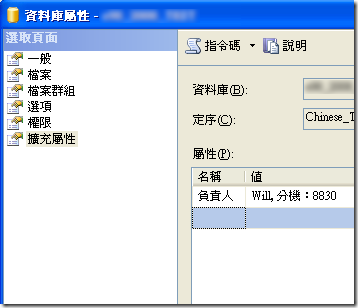 資料庫屬性 -
選取頁面
一般
檔案
檔案群組
選項
權限
擴充屬性
指令碼
說明
資料庫(B):
定序(C):
Chinese_T
屬性(P):
名稱
值
負責人
Will,分機：8830